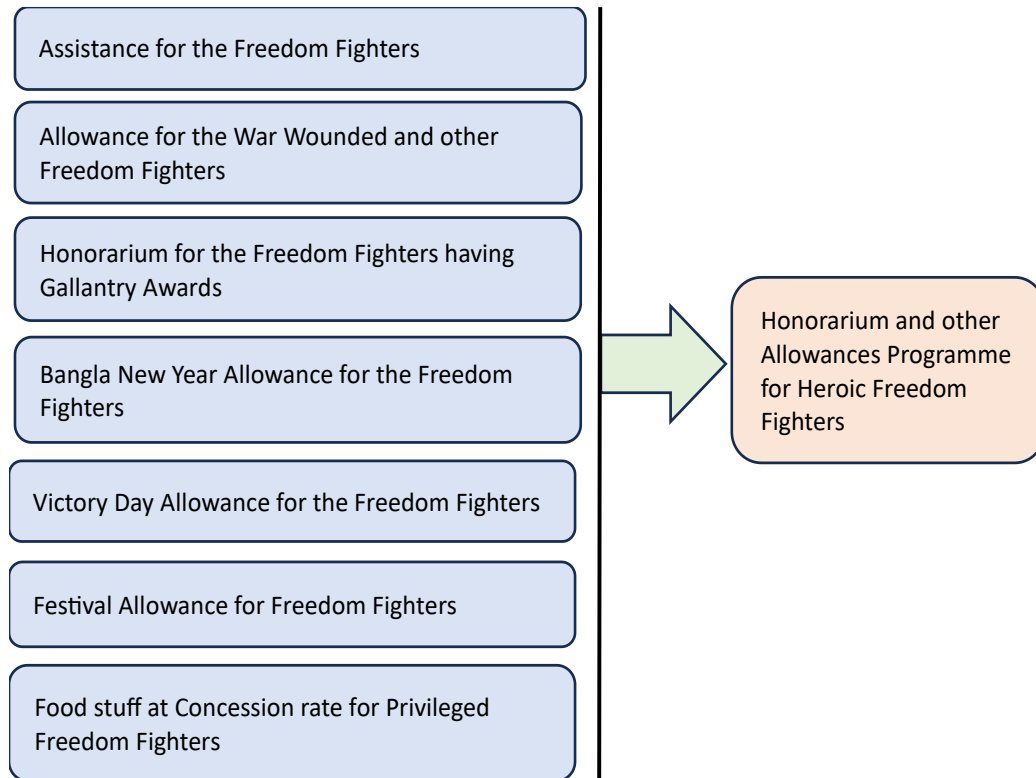 Assistance for the Freedom Fighters
Allowance for the War Wounded and other
Freedom Fighters
Honorarium for the Freedom Fighters having
Gallantry Awards
Bangla New Year Allowance for the Freedom
Fighters
Victory Day Allowance for the Freedom Fighters
Festival Allowance for Freedom Fighters
Food stuff at Concession rate for Privileged
Freedom Fighters
Honorarium and other
Allowances Programme
for Heroic Freedom
Fighters